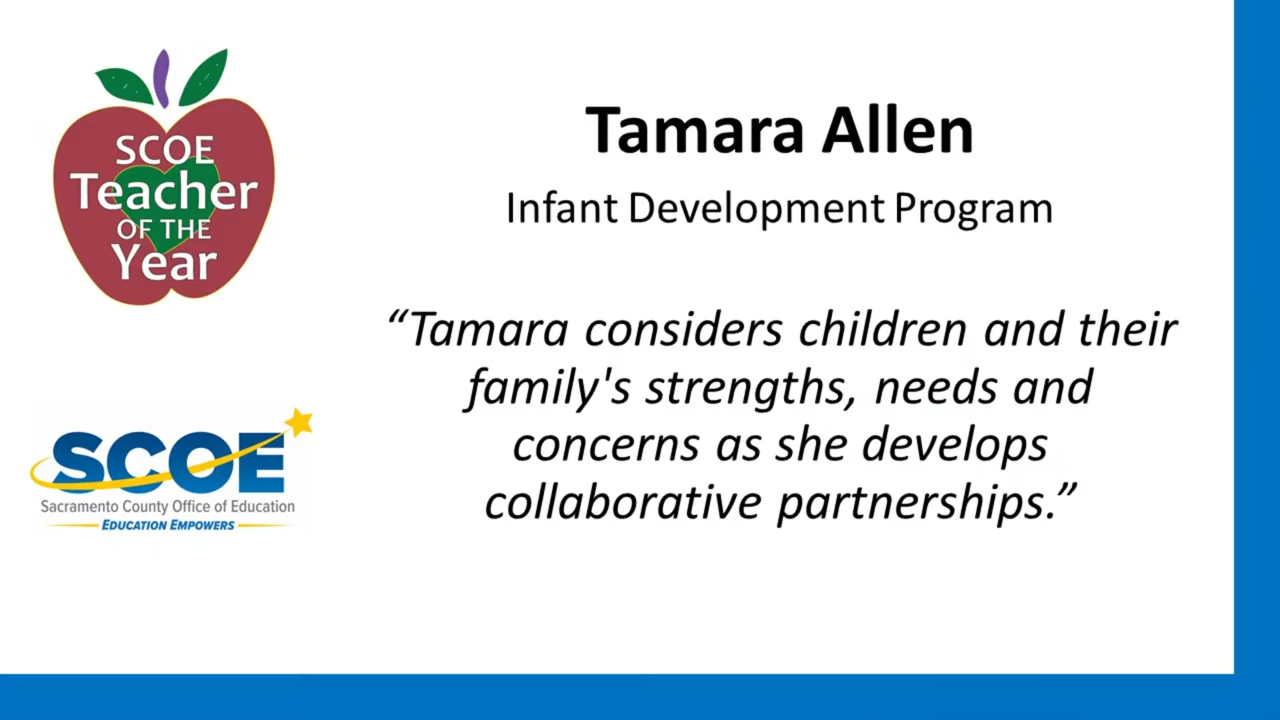 SCOE
Teacher
OF THE
Year
Tamara Allen
Infant Development Program
“Tamara considers children and their
family's strengths, needs and
concerns as she develops
collaborative partnerships.”
SCOE
Sacramento County Office of Education
EDUCATION EMPOWERS